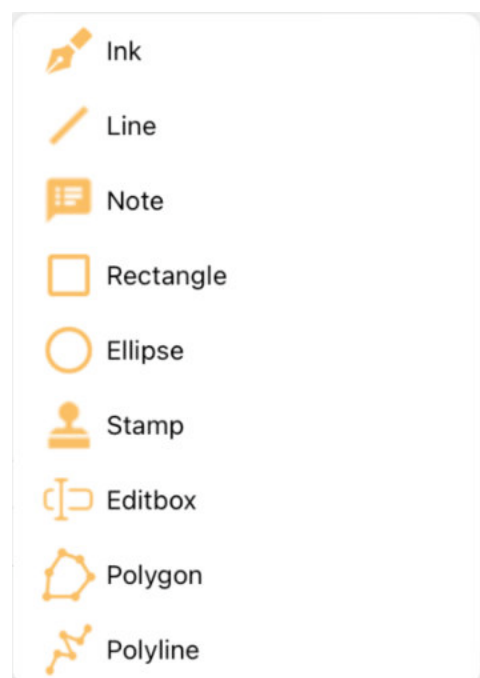 Ink
Line
Note
Rectangle
Ellipse
Stamp
Editbox
Polygon
Polyline